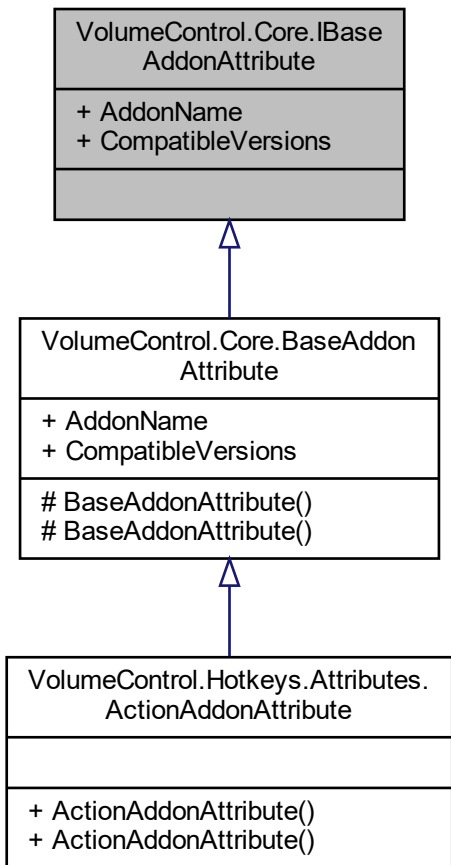 VolumeControl.Core.IBase
AddonAttribute
+ AddonName
+ CompatibleVersions
VolumeControl.Core.BaseAddon
Attribute
+ AddonName
+ CompatibleVersions
# BaseAddonAttribute()
# BaseAddonAttribute()
VolumeControl.Hotkeys.Attributes.
ActionAddonAttribute
+ ActionAddonAttribute()
+ ActionAddonAttribute()